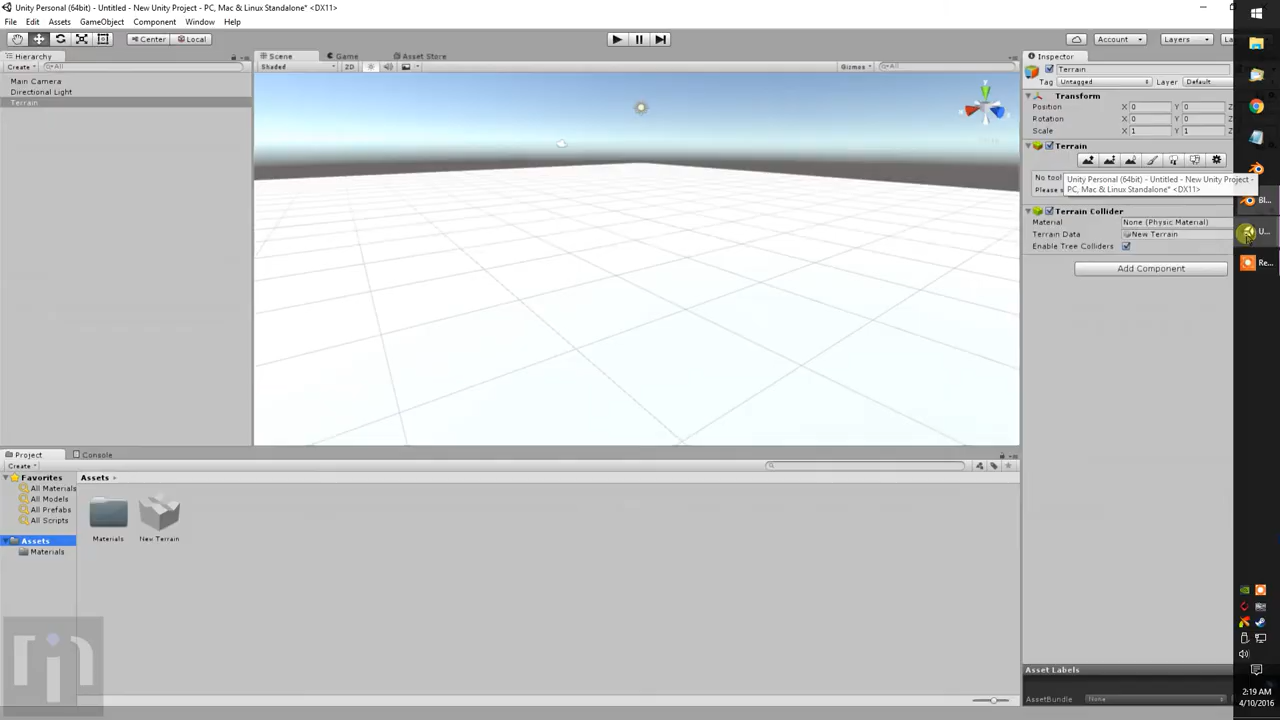 Unity Personal (64bit) - Untitled - New Unity Project - PC, Mac & Linux Standalone* <DX11>
File Edit Assets GameObject Component Window Help
Center Local Account Layers
Hierarchy
Create All
Main Camera
Directional Light
Terrain
Scene Game Asset Store
Shaded 2D Gizmos All
Inspector
Terrain
Tag Untagged Layer Default
Transform
Position X 0 Y 0 Z
Rotation X 0 Y 0 Z
Scale X 1 Y 1 Z
Terrain
No tool
Please s
Unity Personal (64bit) - Untitled - New Unity Project -
PC, Mac & Linux Standalone* <DX11>
Terrain Collider
Material None (Physic Material)
Terrain Data New Terrain
Enable Tree Colliders
Add Component
Bl...
U...
Re...
Project Console
Create
Favorites
All Materials
All Models
All Prefabs
All Scripts
Assets
Materials
Assets
Materials New Terrain
Asset Labels
AssetBundle None
2:19 AM
4/10/2016